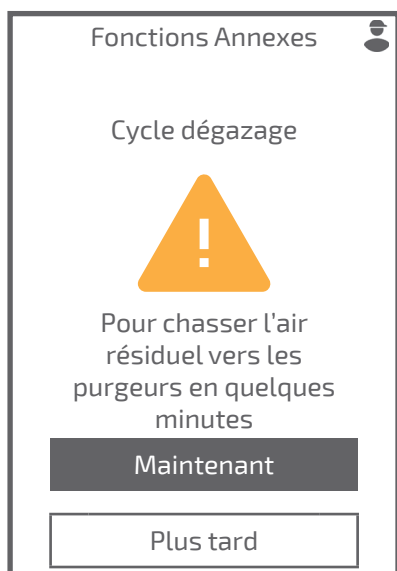 Fonctions Annexes
Cycle dégazage
!
Pour chasser l’air
résiduel vers les
purgeurs en quelques
minutes
Maintenant
Plus tard